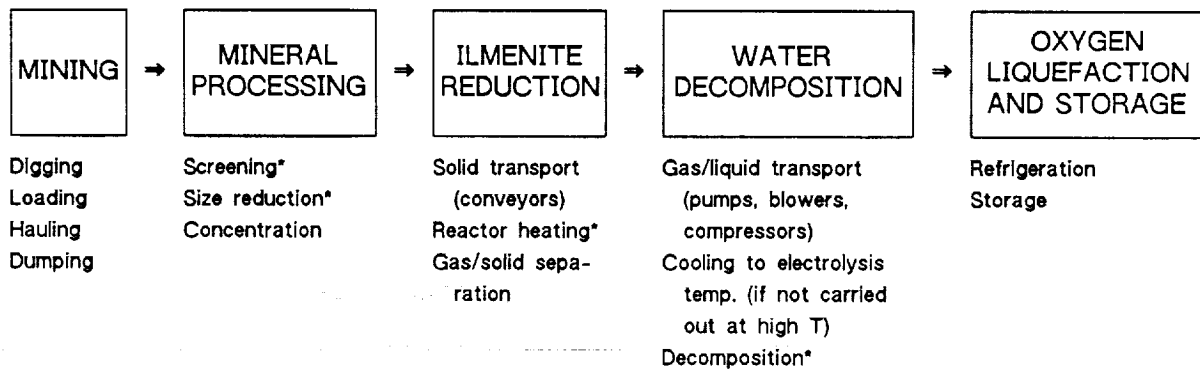 MINING → MINERAL PROCESSING → ILMENITE REDUCTION → WATER DECOMPOSITION → OXYGEN LIQUEFACTION AND STORAGE
Digging
Loading
Hauling
Dumping
Screening*
Size reduction*
Concentration
Solid transport
(conveyors)
Reactor heating*
Gas/solid sepa-
ration
Gas/liquid transport
(pumps, blowers,
compressors)
Cooling to electrolysis
temp. (if not carried
out at high T)
Decomposition*
Refrigeration
Storage